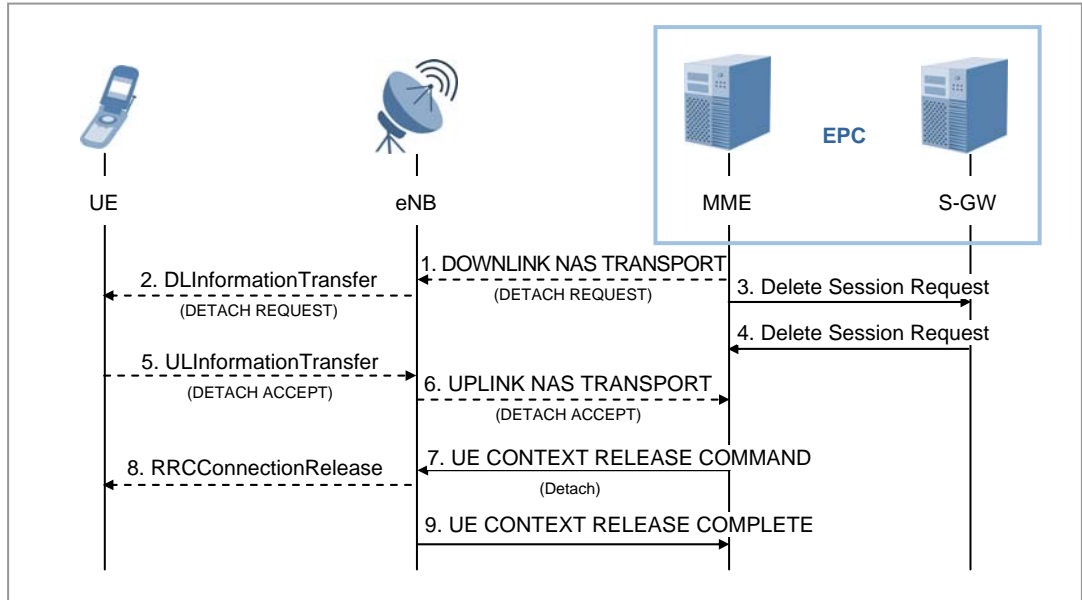 EPC
UE
eNB
MME
S-GW
1. DOWNLINK NAS TRANSPORT
(DETACH REQUEST)
2. DLInformationTransfer
(DETACH REQUEST)
3. Delete Session Request
4. Delete Session Request
5. ULInformationTransfer
(DETACH ACCEPT)
6. UPLINK NAS TRANSPORT
(DETACH ACCEPT)
7. UE CONTEXT RELEASE COMMAND
(Detach)
8. RRCConnectionRelease
9. UE CONTEXT RELEASE COMPLETE